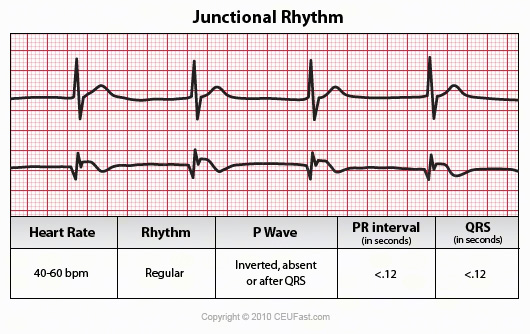 Junctional Rhythm
Heart Rate
Rhythm
P Wave
PR interval
(in seconds)
QRS
(in seconds)
40-60 bpm
Regular
Inverted, absent
or after QRS
<.12
<.12
Copyright © 2010 CEUFast.com